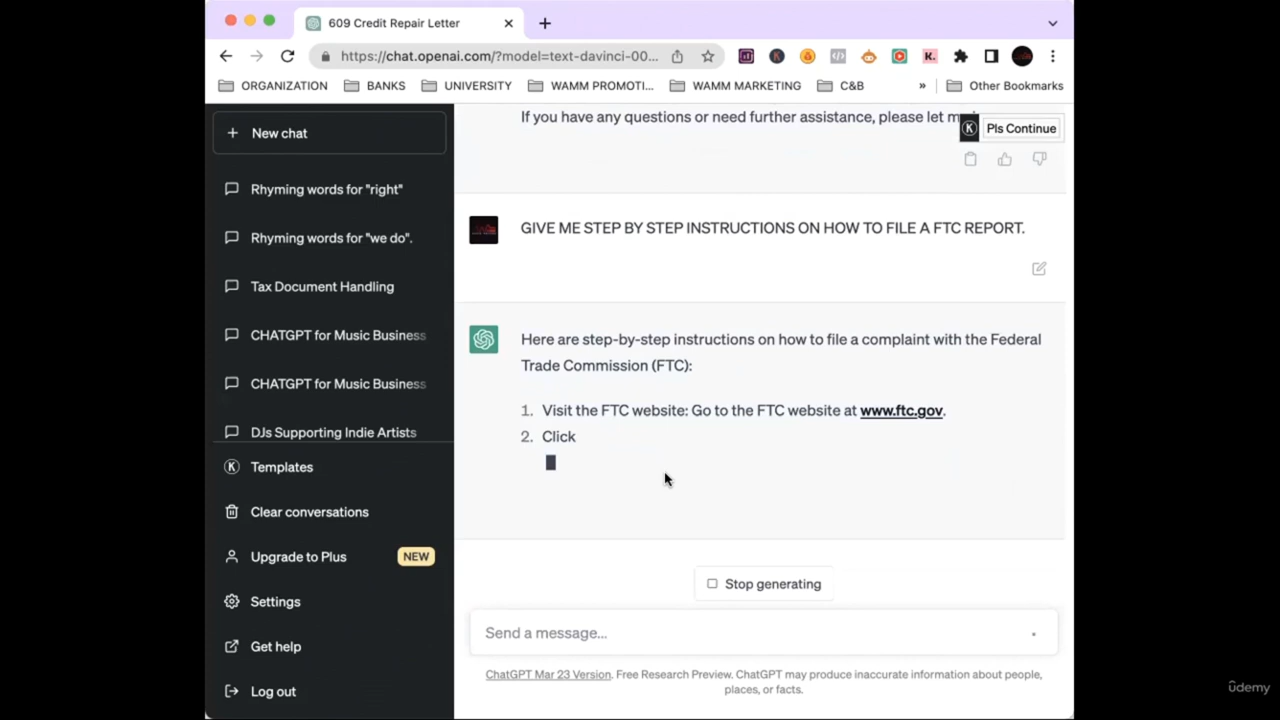 609 Credit Repair Letter
https://chat.openai.com/?model=text-davinci-00...
ORGANIZATION BANKS UNIVERSITY WAMM PROMOTI... WAMM MARKETING C&B » Other Bookmarks
New chat
Rhyming words for "right"
Rhyming words for "we do".
Tax Document Handling
CHATGPT for Music Business
CHATGPT for Music Business
DJs Supporting Indie Artists
Templates
Clear conversations
Upgrade to Plus NEW
Settings
Get help
Log out
If you have any questions or need further assistance, please let
K Pls Continue
GIVE ME STEP BY STEP INSTRUCTIONS ON HOW TO FILE A FTC REPORT.
Here are step-by-step instructions on how to file a complaint with the Federal
Trade Commission (FTC):
1. Visit the FTC website: Go to the FTC website at www.ftc.gov.
2. Click
Stop generating
Send a message...
ChatGPT Mar 23 Version. Free Research Preview. ChatGPT may produce inaccurate information about people,
places, or facts.
ûdemy